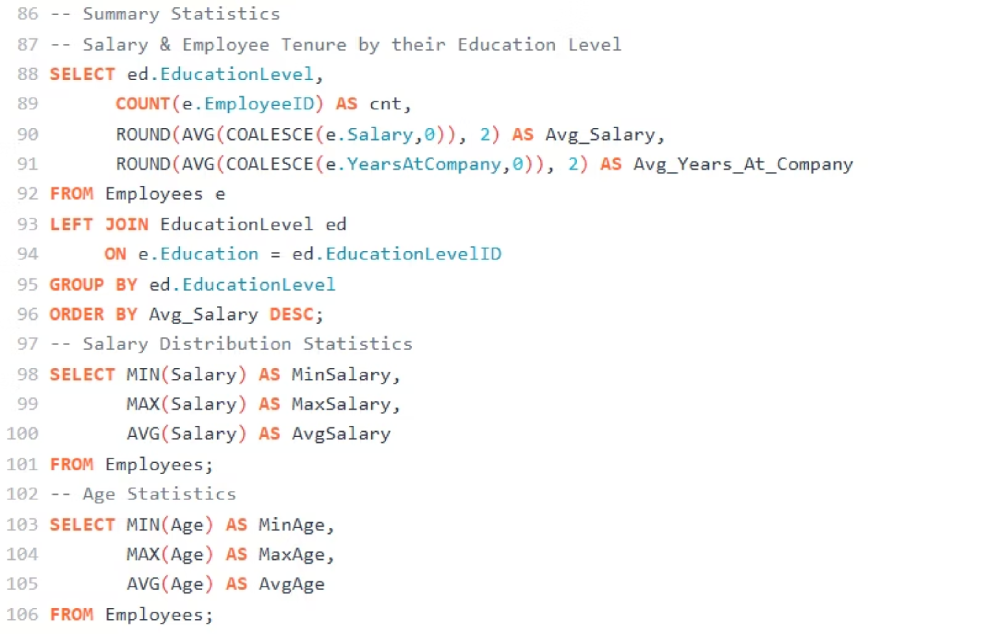 86 -- Summary Statistics
87 -- Salary & Employee Tenure by their Education Level
88 SELECT ed.EducationLevel,
89       COUNT(e.EmployeeID) AS cnt,
90       ROUND(AVG(COALESCE(e.Salary,0)), 2) AS Avg_Salary,
91       ROUND(AVG(COALESCE(e.YearsAtCompany,0)), 2) AS Avg_Years_At_Company
92 FROM Employees e
93 LEFT JOIN EducationLevel ed
94      ON e.Education = ed.EducationLevelID
95 GROUP BY ed.EducationLevel
96 ORDER BY Avg_Salary DESC;
97 -- Salary Distribution Statistics
98 SELECT MIN(Salary) AS MinSalary,
99        MAX(Salary) AS MaxSalary,
100        AVG(Salary) AS AvgSalary
101 FROM Employees;
102 -- Age Statistics
103 SELECT MIN(Age) AS MinAge,
104        MAX(Age) AS MaxAge,
105        AVG(Age) AS AvgAge
106 FROM Employees;